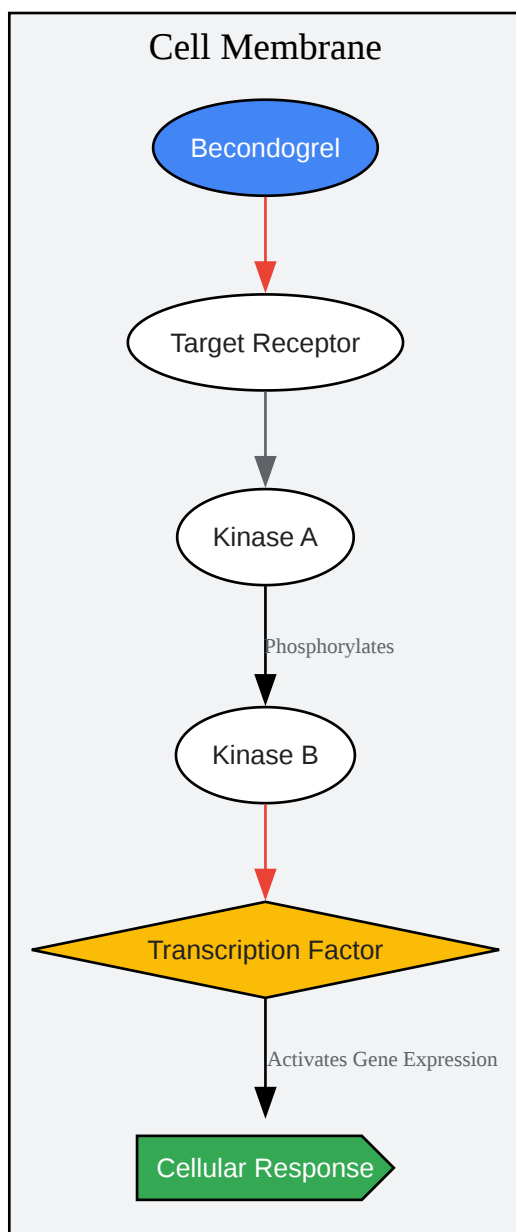 Cell Membrane
Becondogrel
Target Receptor
Kinase A
Phosphorylates
Kinase B
Transcription Factor
Activates Gene Expression
Cellular Response